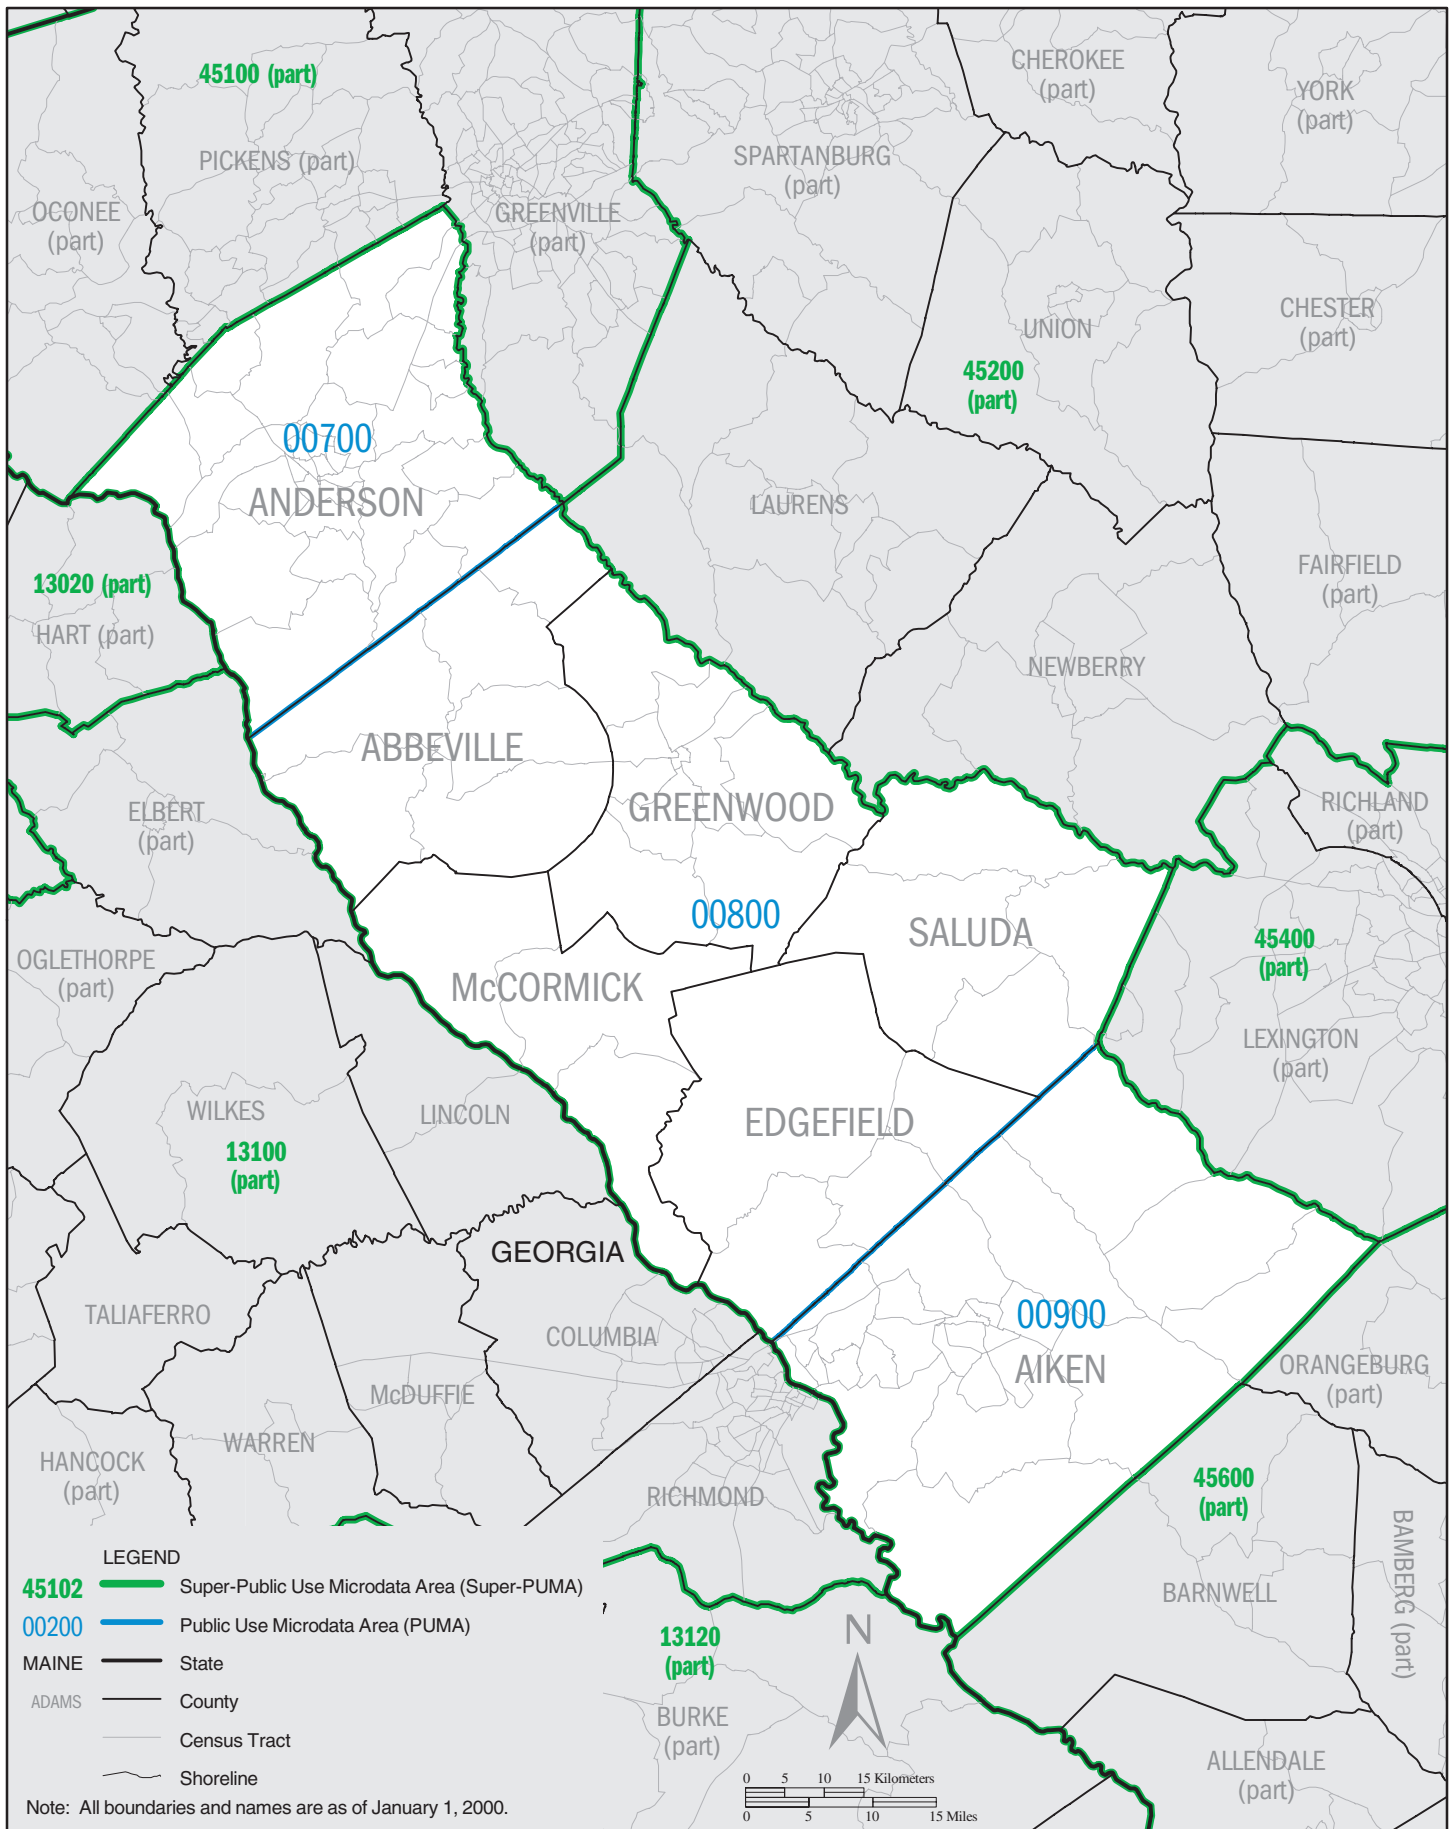 45100 (part)
CHEROKEE
(part)
YORK
(part)
PICKENS (part)
SPARTANBURG
(part)
OCONEE
(part)
GREENVILLE
(part)
UNION
CHESTER
(part)
45200
(part)
00700
ANDERSON
LAURENS
13020 (part)
HART (part)
FAIRFIELD
(part)
NEWBERRY
ABBEVILLE
GREENWOOD
ELBERT
(part)
RICHLAND
(part)
00800
SALUDA
45400
(part)
OGLETHORPE
(part)
McCORMICK
LEXINGTON
(part)
WILKES
LINCOLN
EDGEFIELD
13100
(part)
GEORGIA
TALIAFERRO
COLUMBIA
00900
AIKEN
ORANGEBURG
(part)
McDUFFIE
WARREN
HANCOCK
(part)
RICHMOND
45600
(part)
BAMBERG (part)
BARNWELL
LEGEND
45102 Super-Public Use Microdata Area (Super-PUMA)
00200 Public Use Microdata Area (PUMA)
MAINE State
ADAMS County
Census Tract
Shoreline
Note: All boundaries and names are as of January 1, 2000.
13120
(part)
N
BURKE
(part)
ALLENDALE
(part)
0 5 10 15 Kilometers
0 5 10 15 Miles